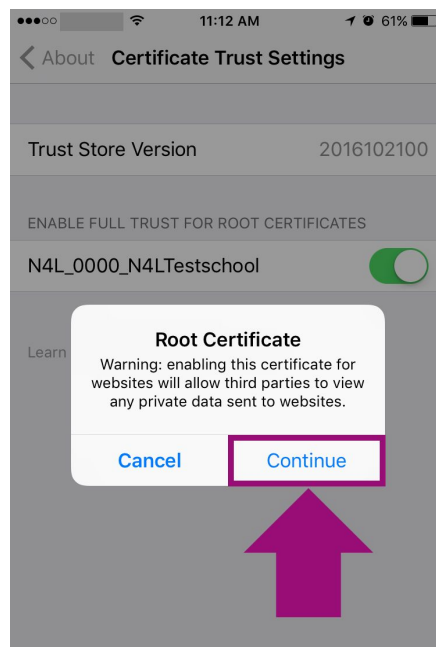 11:12 AM 61%
About Certificate Trust Settings
Trust Store Version 2016102100
ENABLE FULL TRUST FOR ROOT CERTIFICATES
N4L_0000_N4LTestschool
Learn
Root Certificate
Warning: enabling this certificate for
websites will allow third parties to view
any private data sent to websites.
Cancel Continue